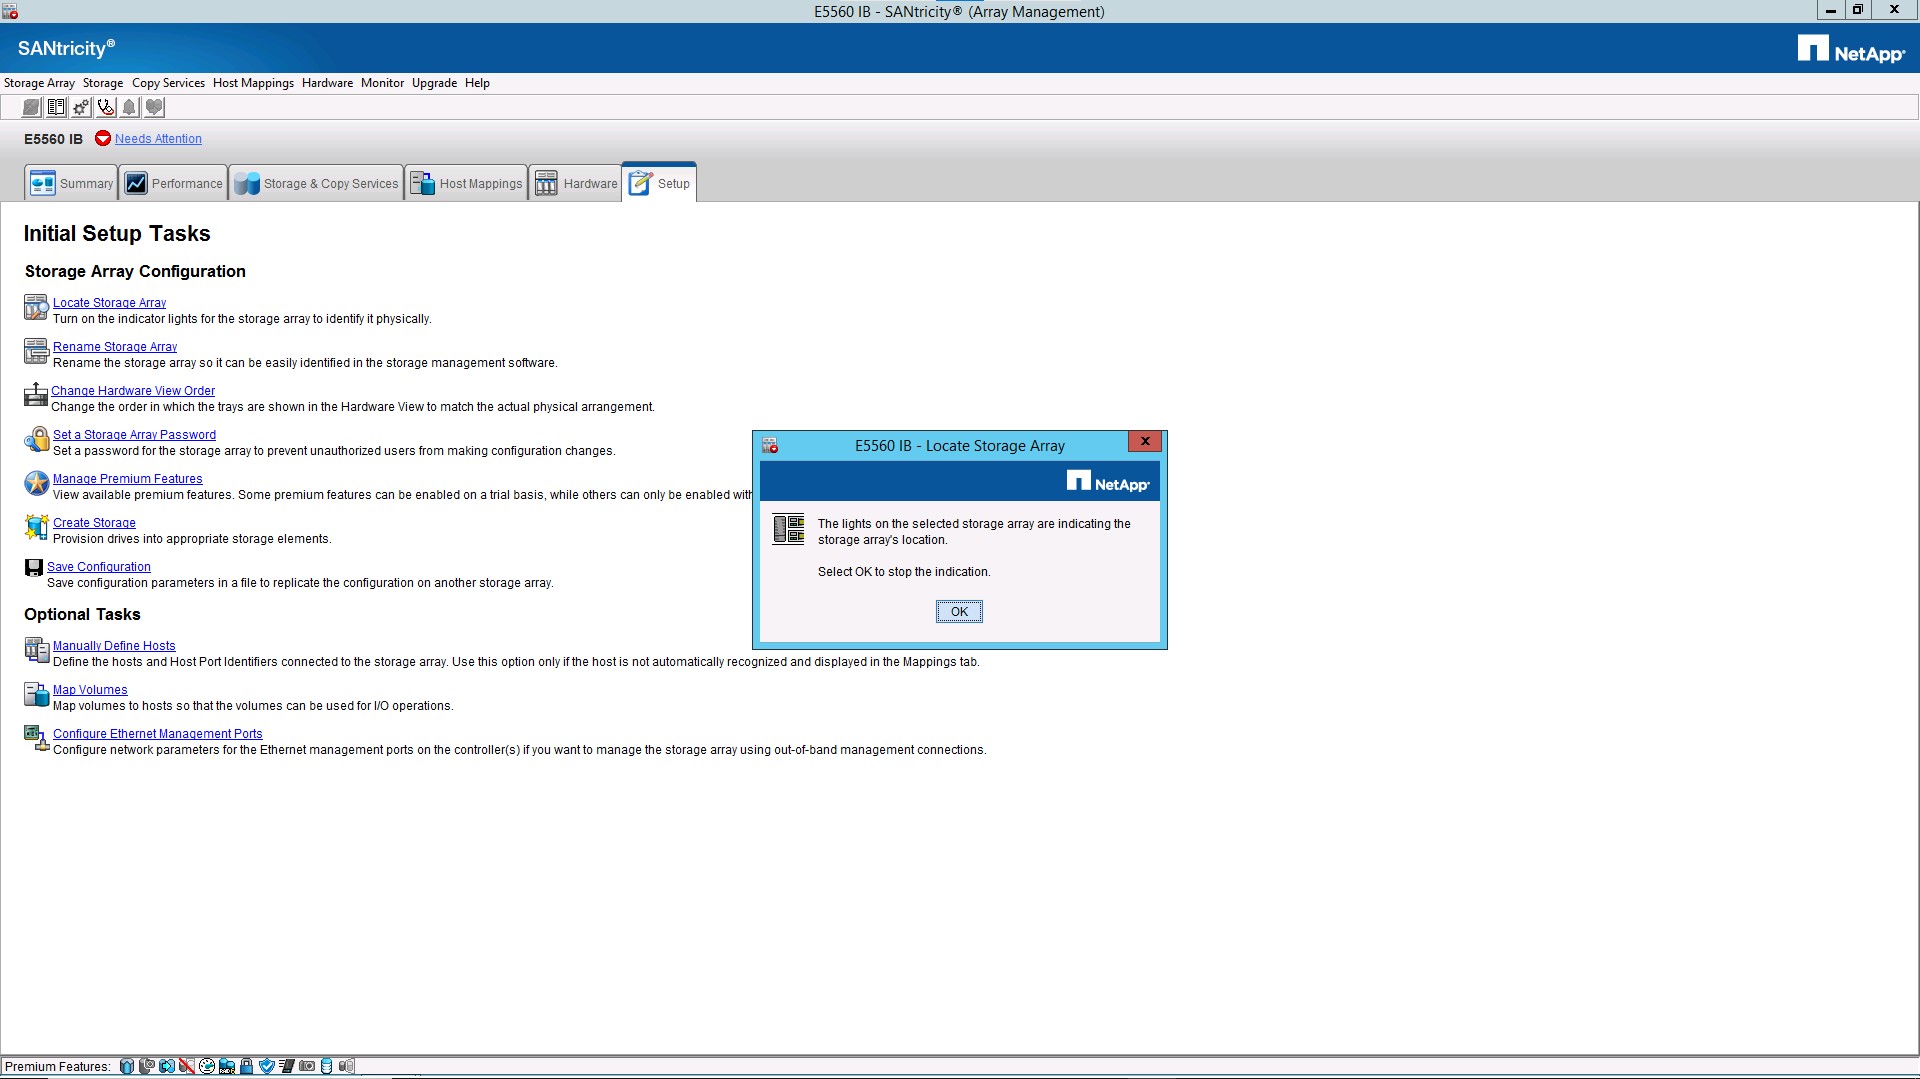 E5560 IB - SANtricity® (Array Management)
SANtricity®
NetApp®
Storage Array Storage Copy Services Host Mappings Hardware Monitor Upgrade Help
E5560 IB Needs Attention
Summary Performance Storage & Copy Services Host Mappings Hardware Setup
Initial Setup Tasks
Storage Array Configuration
Locate Storage Array
Turn on the indicator lights for the storage array to identify it physically.
Rename Storage Array
Rename the storage array so it can be easily identified in the storage management software.
Change Hardware View Order
Change the order in which the trays are shown in the Hardware View to match the actual physical arrangement.
Set a Storage Array Password
Set a password for the storage array to prevent unauthorized users from making configuration changes.
Manage Premium Features
View available premium features. Some premium features can be enabled on a trial basis, while others can only be enabled with
Create Storage
Provision drives into appropriate storage elements.
Save Configuration
Save configuration parameters in a file to replicate the configuration on another storage array.
Optional Tasks
Manually Define Hosts
Define the hosts and Host Port Identifiers connected to the storage array. Use this option only if the host is not automatically recognized and displayed in the Mappings tab.
Map Volumes
Map volumes to hosts so that the volumes can be used for I/O operations.
Configure Ethernet Management Ports
Configure network parameters for the Ethernet management ports on the controller(s) if you want to manage the storage array using out-of-band management connections.
E5560 IB - Locate Storage Array
NetApp®
The lights on the selected storage array are indicating the
storage array's location.
Select OK to stop the indication.
OK
Premium Features: